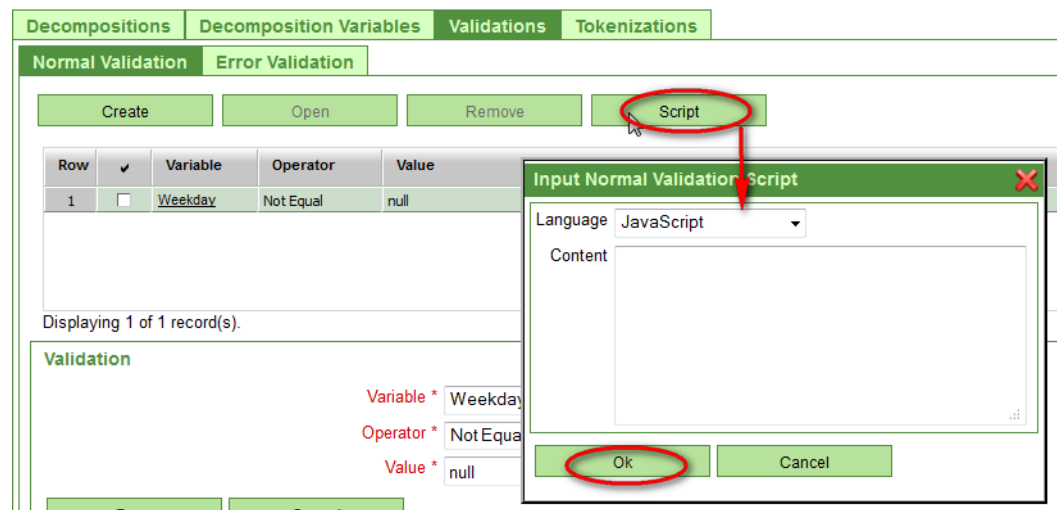 Decompositions Decomposition Variables Validations Tokenizations
Normal Validation Error Validation
Create Open Remove Script
Row Variable Operator Value
1 Weekday Not Equal null
Displaying 1 of 1 record(s).
Validation
Variable * Weekday
Operator * Not Equa
Value * null
Input Normal Validation Script
Language JavaScript
Content
Ok Cancel